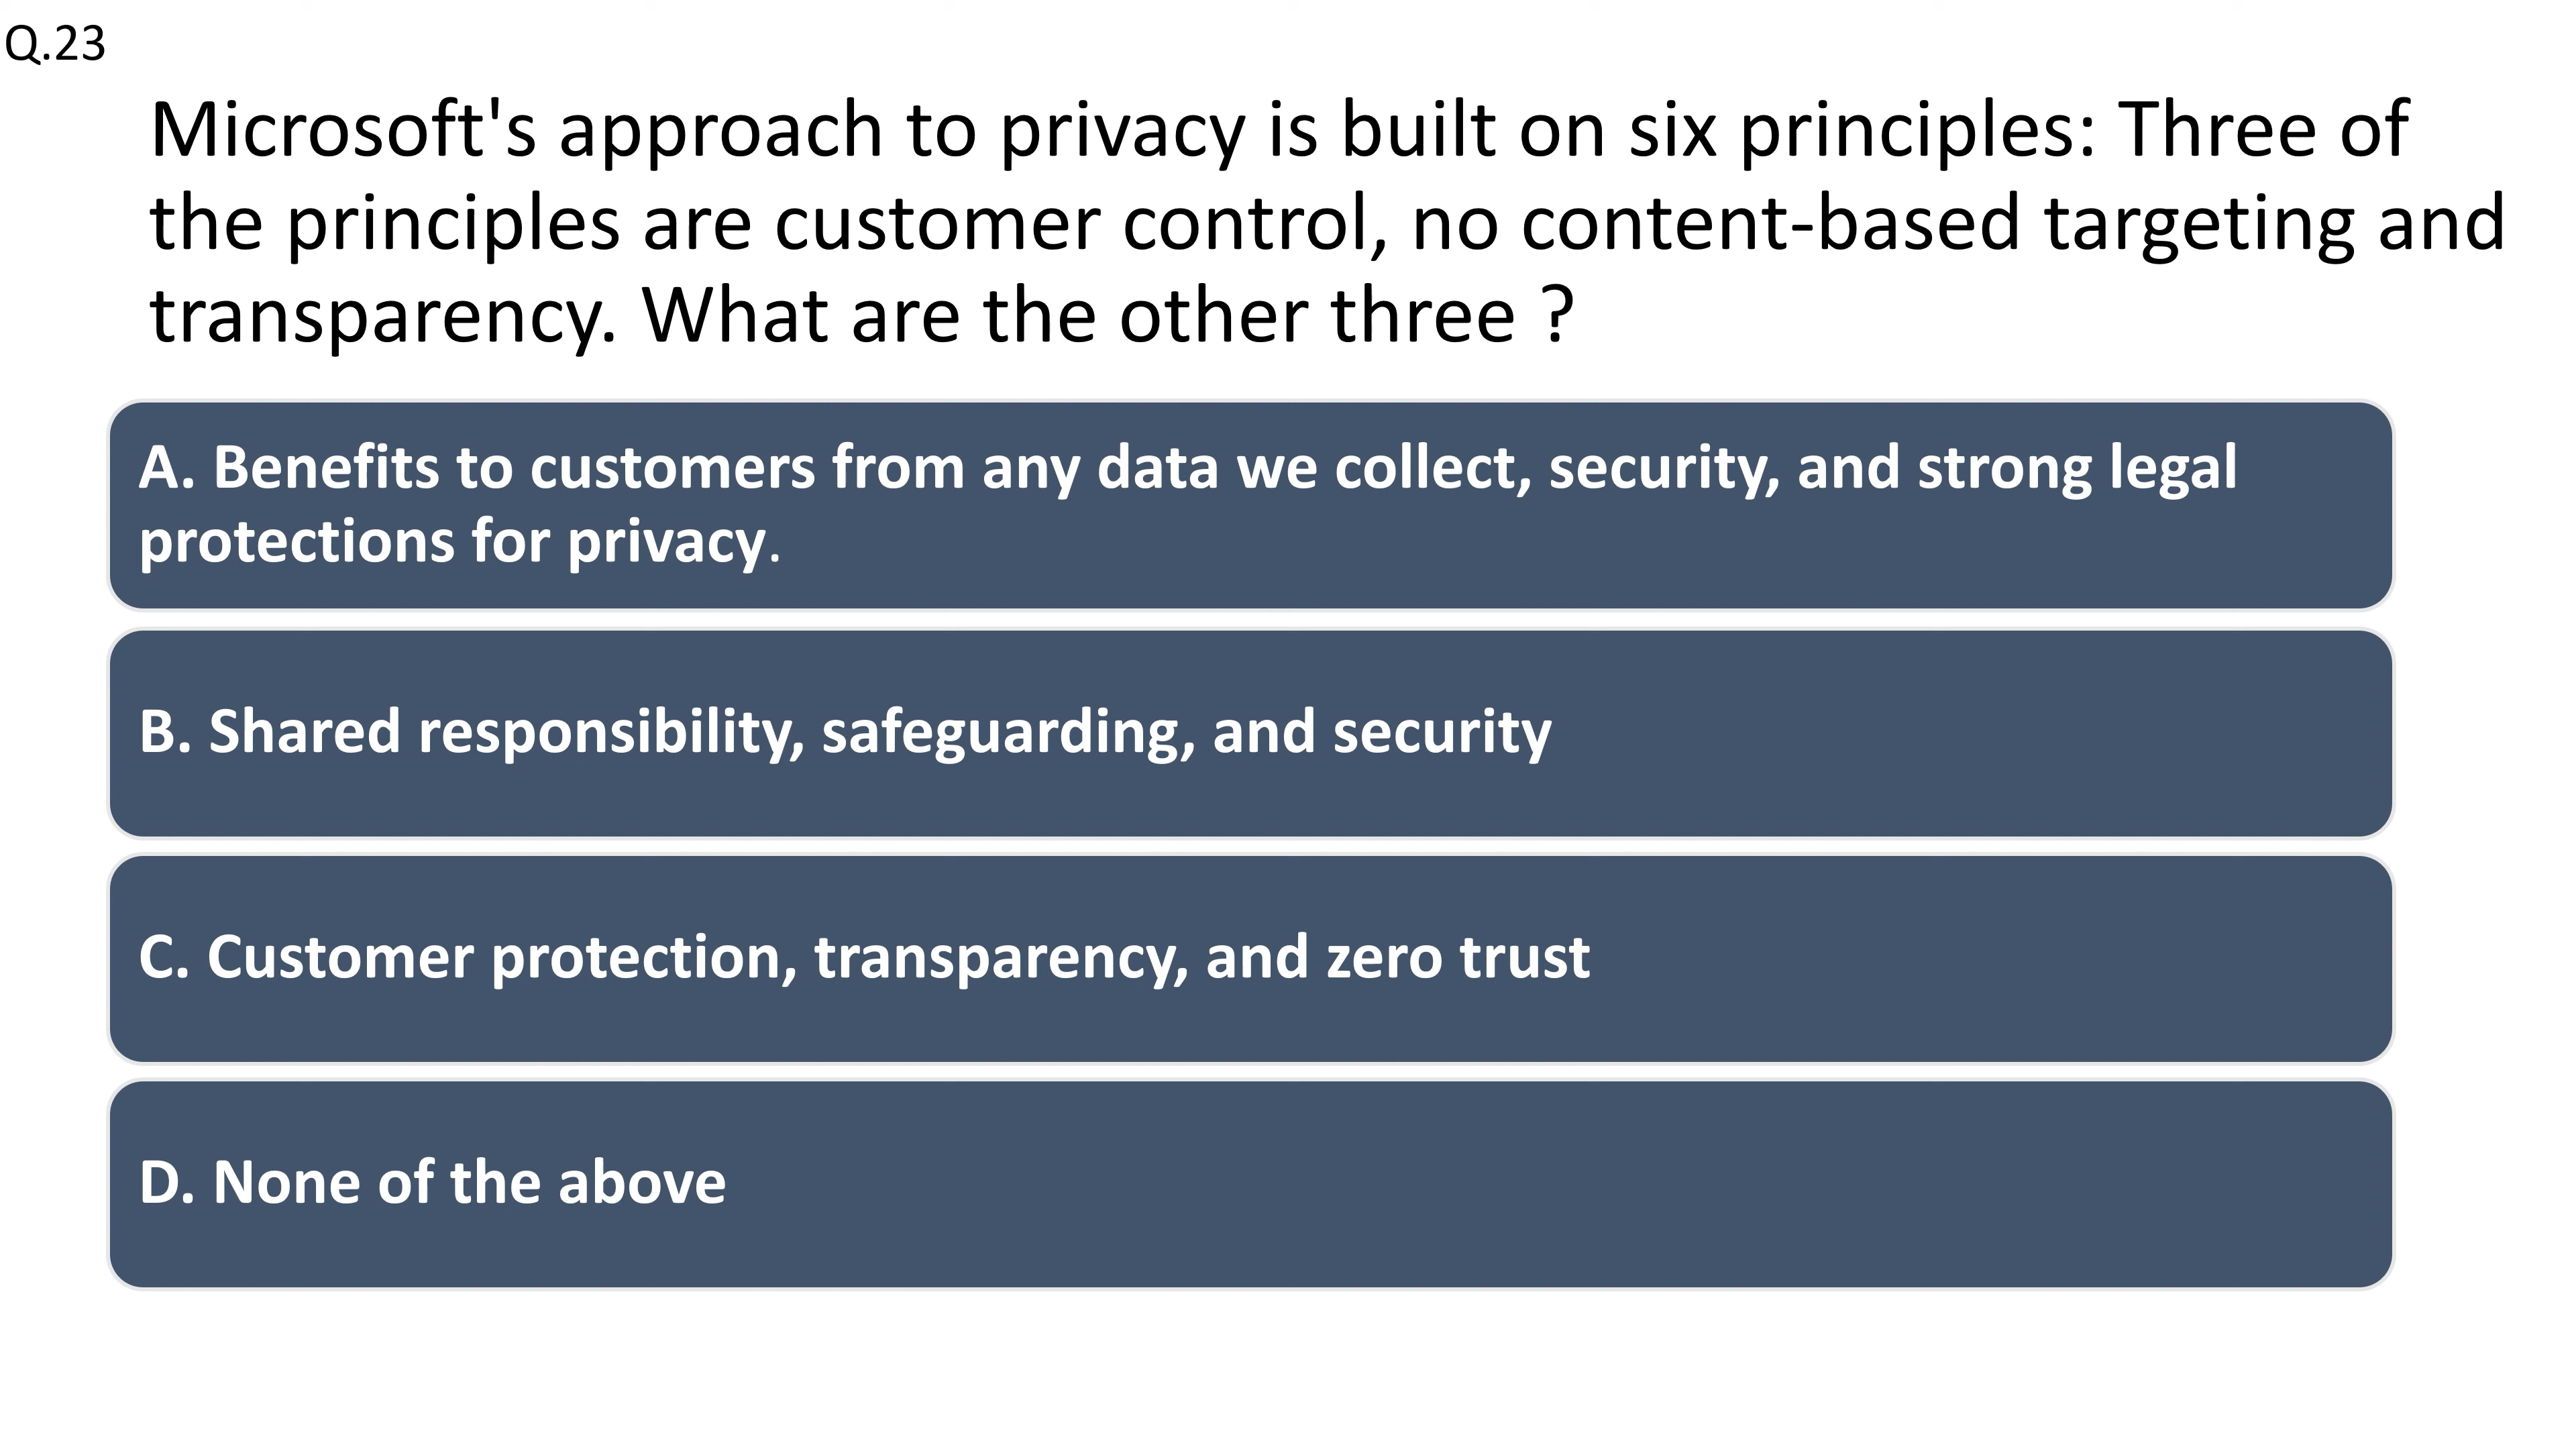 Q.23
Microsoft's approach to privacy is built on six principles: Three of
the principles are customer control, no content-based targeting and
transparency. What are the other three ?
A. Benefits to customers from any data we collect, security, and strong legal
protections for privacy.
B. Shared responsibility, safeguarding, and security
C. Customer protection, transparency, and zero trust
D. None of the above